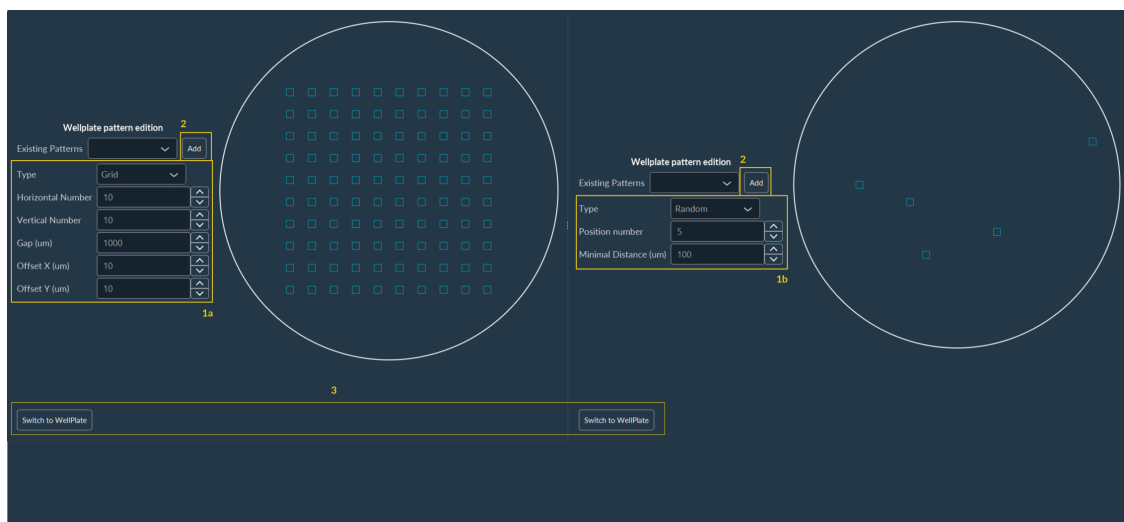 Wellplate pattern edition
2
Existing Patterns
Add
Type
Grid
Horizontal Number
10
Vertical Number
10
Gap (um)
1000
Offset X (um)
10
Offset Y (um)
10
1a
Wellplate pattern edition
2
Existing Patterns
Add
Type
Random
Position number
5
Minimal Distance (um)
100
1b
3
Switch to WellPlate
Switch to WellPlate